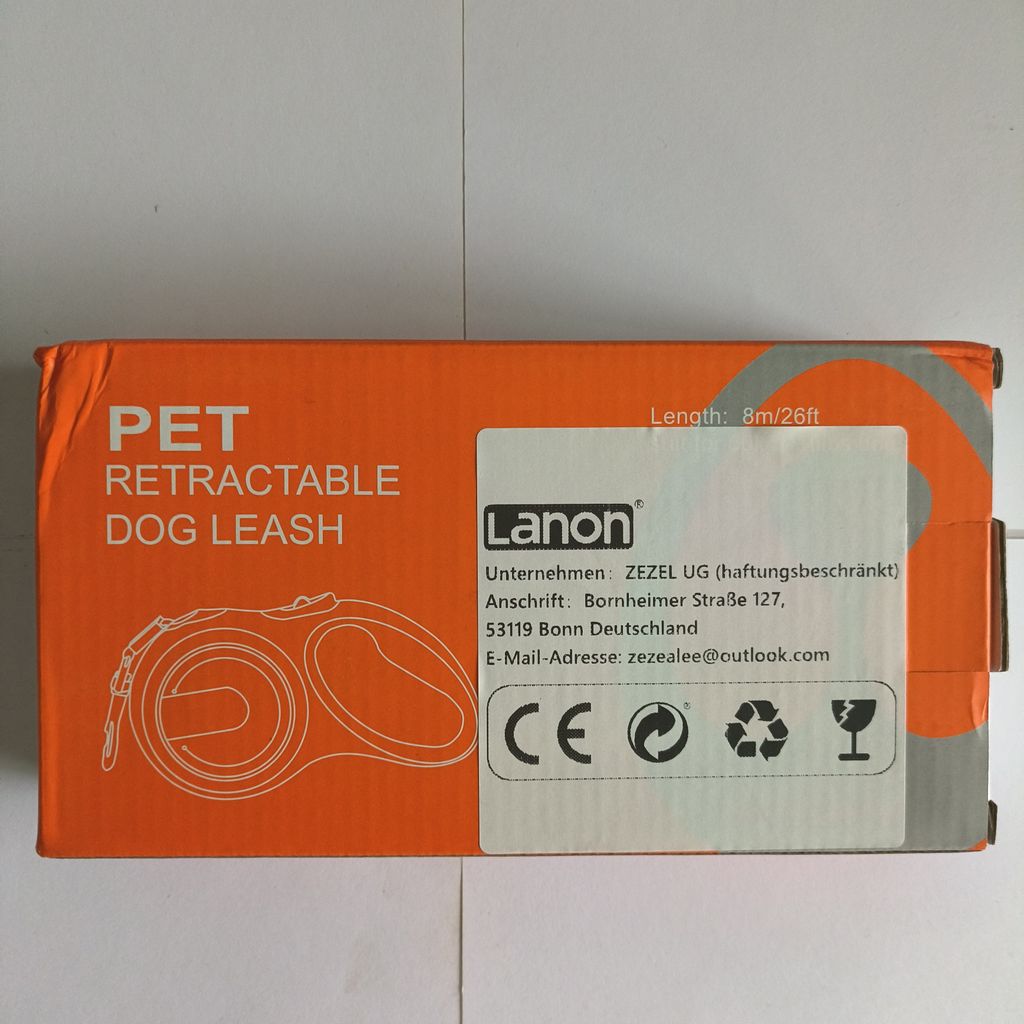 PET
RETRACTABLE
DOG LEASH
Length: 8m/26ft
Lanon®
Unternehmen: ZEZEL UG (haftungsbeschränkt)
Anschrift: Bornheimer Straße 127,
53119 Bonn Deutschland
E-Mail-Adresse: zezealee@outlook.com
CE
®